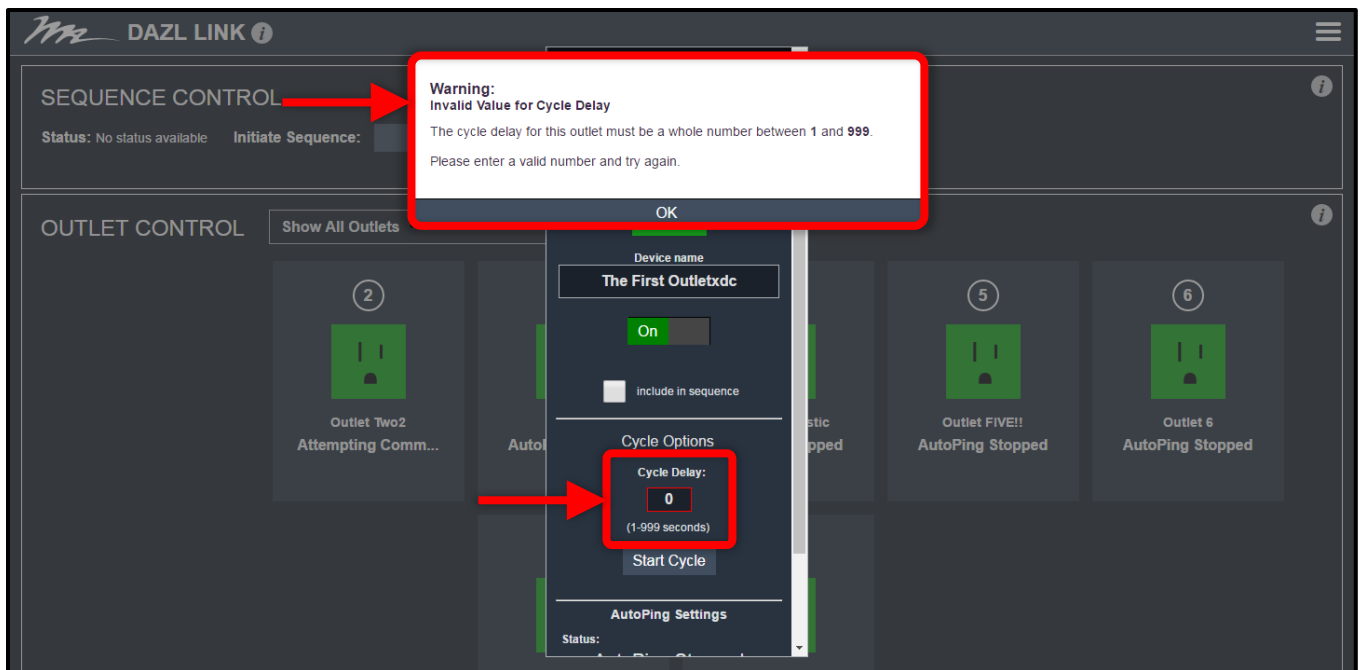 DAZL LINK i
SEQUENCE CONTROL
i
Status: No status available Initiate Sequence:
Warning:
Invalid Value for Cycle Delay
The cycle delay for this outlet must be a whole number between 1 and 999.
Please enter a valid number and try again.
OK
OUTLET CONTROL
Show All Outlets
i
Device name
The First Outletxdc
On
include in sequence
Cycle Options
Cycle Delay:
0
(1-999 seconds)
Start Cycle
AutoPing Settings
Status:
2
Outlet Two2
Attempting Comm...
5
Outlet FIVE!!
AutoPing Stopped
6
Outlet 6
AutoPing Stopped